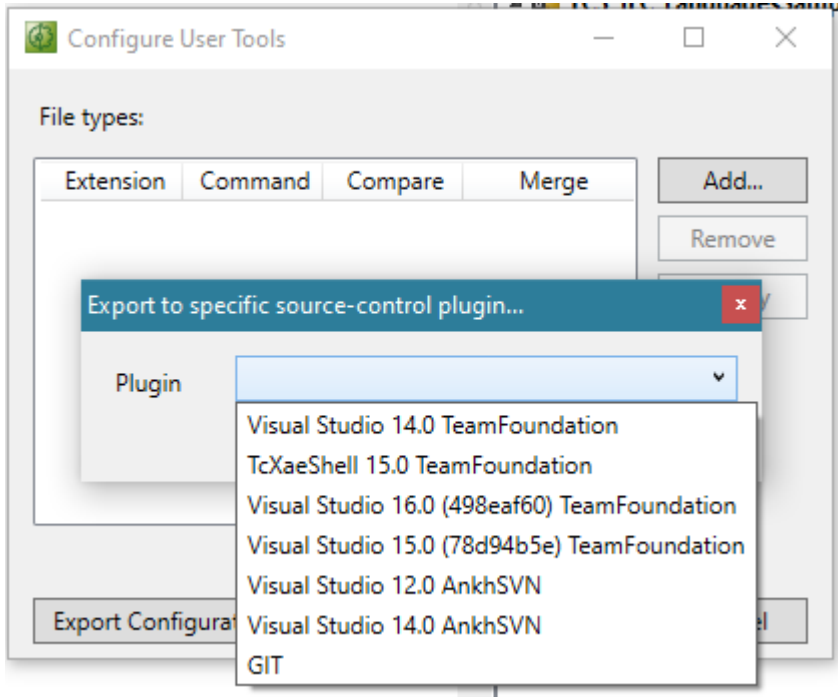 Configure User Tools
File types:
Extension Command Compare Merge
Add...
Remove
Export to specific source-control plugin...
Plugin
Visual Studio 14.0 TeamFoundation
TcXaeShell 15.0 TeamFoundation
Visual Studio 16.0 (498eaf60) TeamFoundation
Visual Studio 15.0 (78d94b5e) TeamFoundation
Visual Studio 12.0 AnkhSVN
Visual Studio 14.0 AnkhSVN
GIT
Export